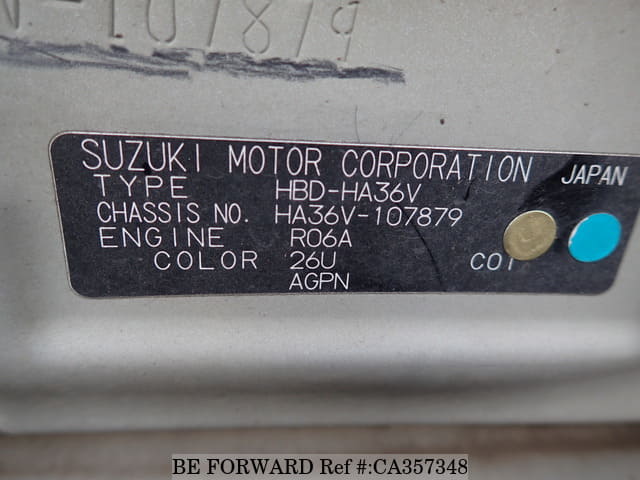 -107879
SUZUKI MOTOR CORPORATION JAPAN
TYPE HBD-HA36V
CHASSIS NO. HA36V-107879
ENGINE R06A
COLOR 26U C01
AGPN
BE FORWARD Ref #:CA357348